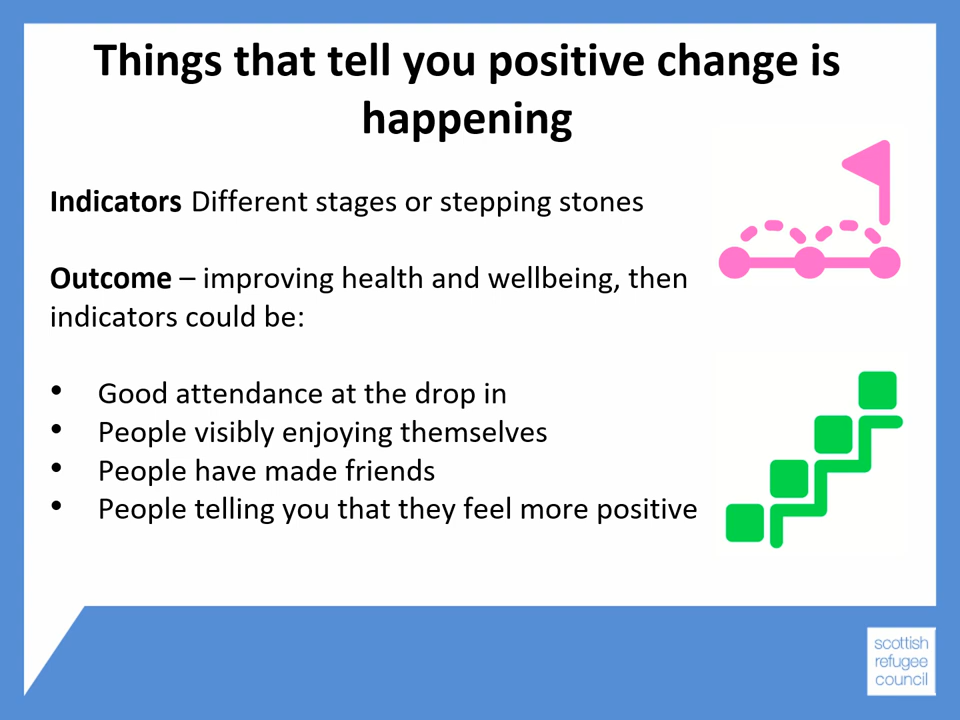 Things that tell you positive change is
happening
Indicators Different stages or stepping stones
Outcome – improving health and wellbeing, then
indicators could be:
• Good attendance at the drop in
• People visibly enjoying themselves
• People have made friends
• People telling you that they feel more positive
scottish
refugee
council